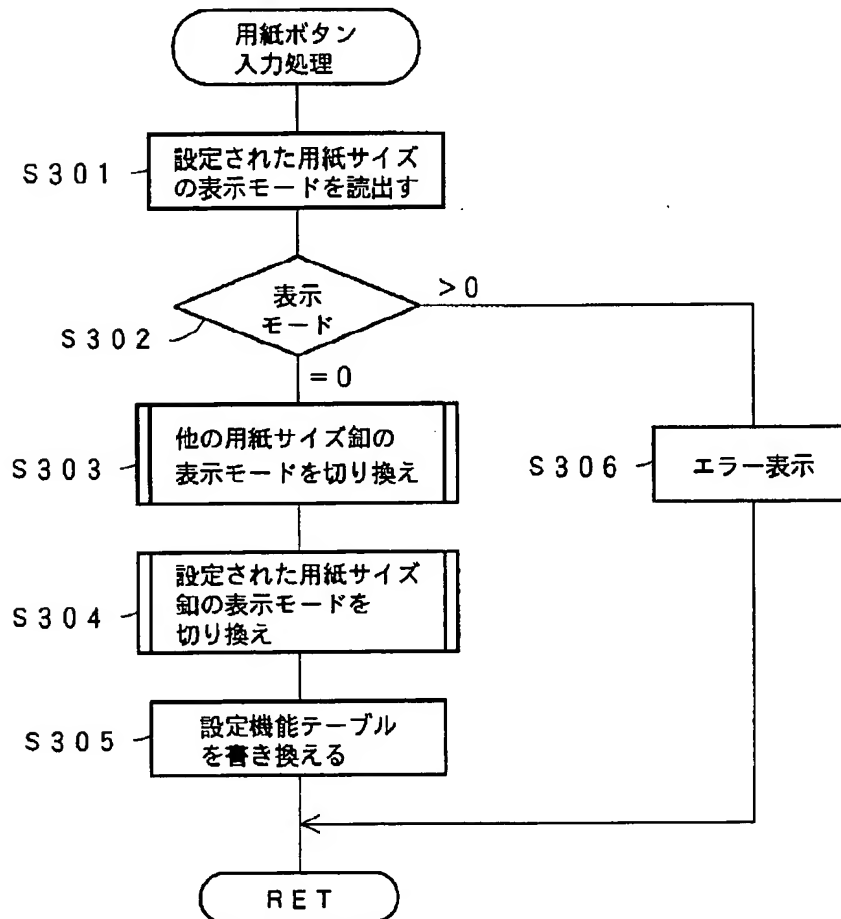 用紙ボタン
入力処理
S301
設定された用紙サイズ
の表示モードを読出す
表示
モード
>0
S302
=0
他の用紙サイズ釦の
表示モードを切り換え
S303
エラー表示
S306
設定された用紙サイズ
釦の表示モードを
切り換え
S304
設定機能テーブル
を書き換える
S305
RET